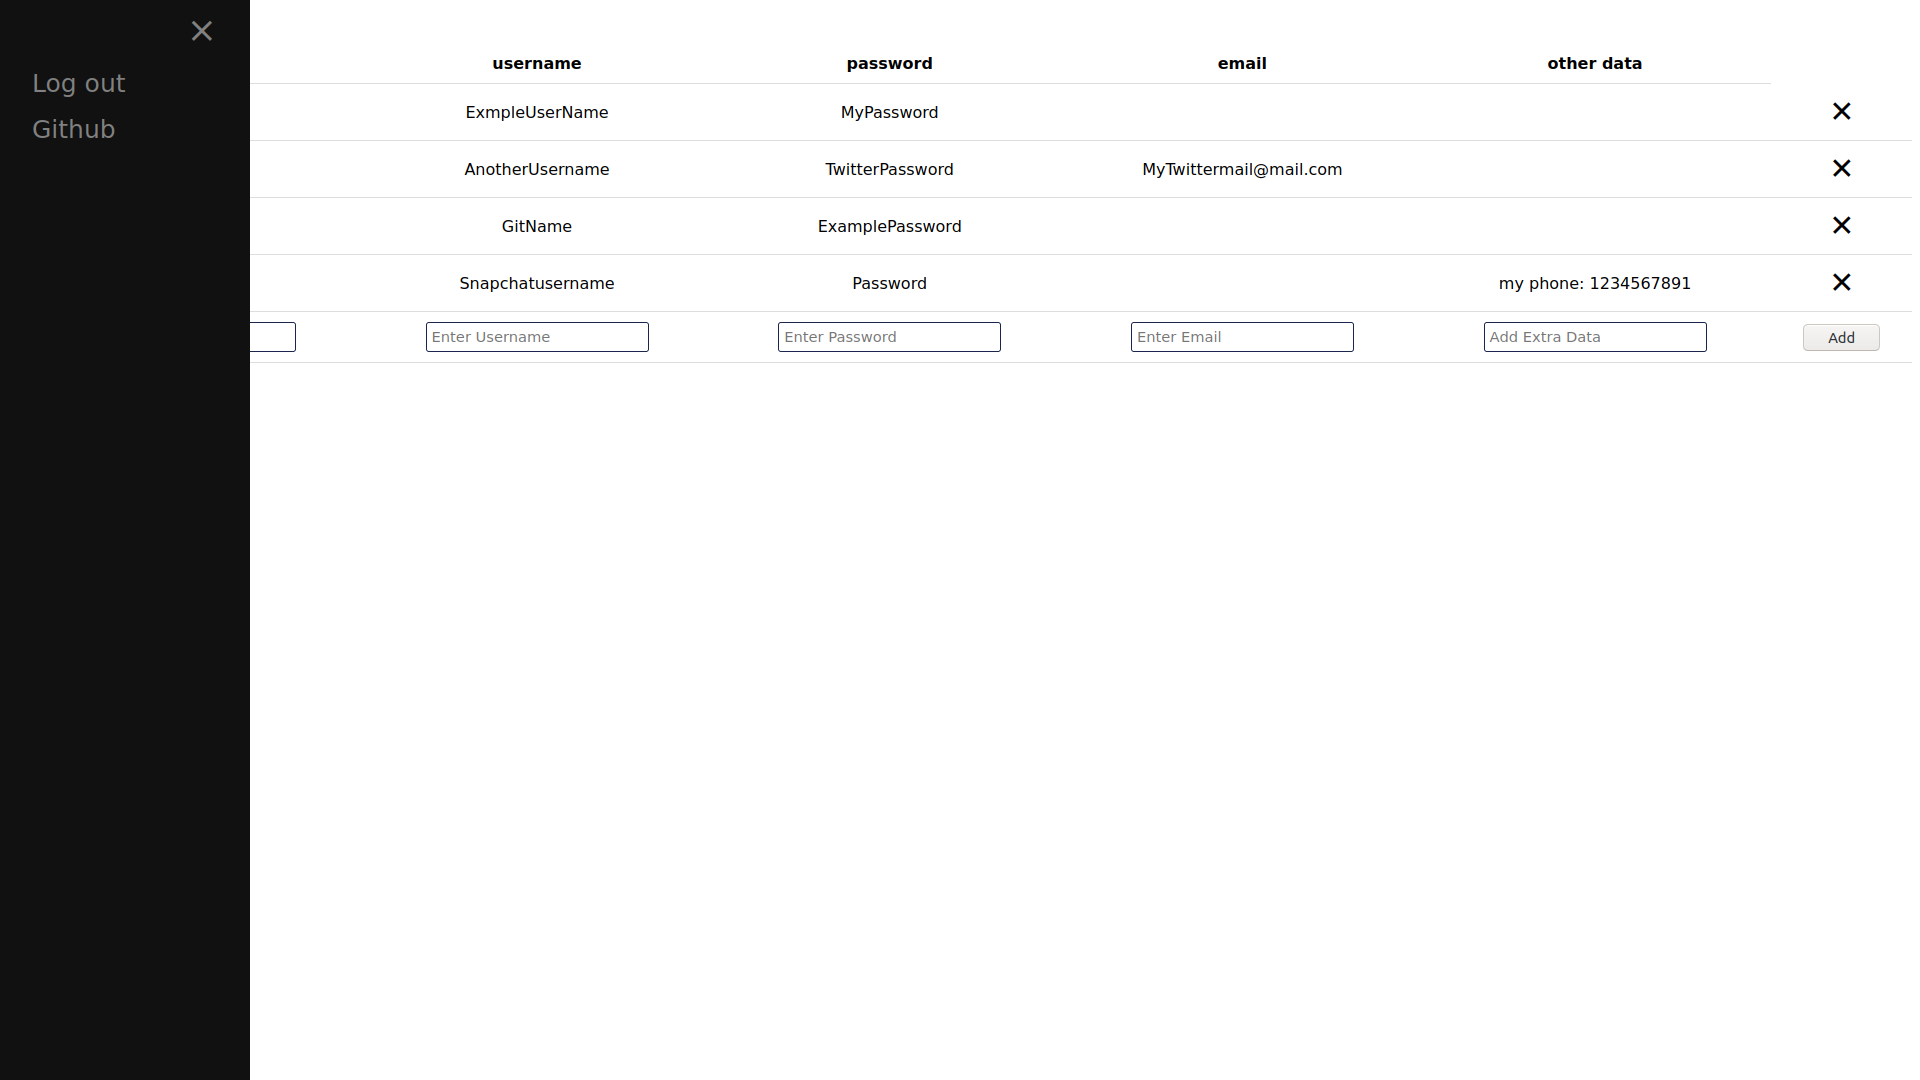 Log out
Github
username password email other data
ExmpleUserName MyPassword
AnotherUsername TwitterPassword MyTwittermail@mail.com
GitName ExamplePassword
Snapchatusername Password my phone: 1234567891
Enter Username Enter Password Enter Email Add Extra Data Add